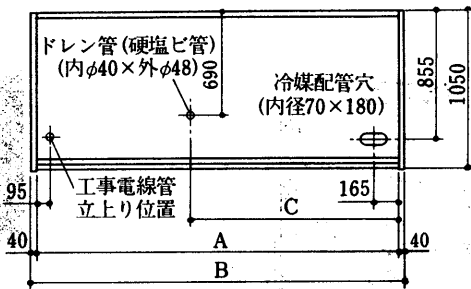 ドレン管(硬塩ビ管)
(内φ40×外φ48)
690
冷媒配管穴
(内径70×180)
855
1050
95
工事電線管
立上り位置
165
C
40
A
40
B